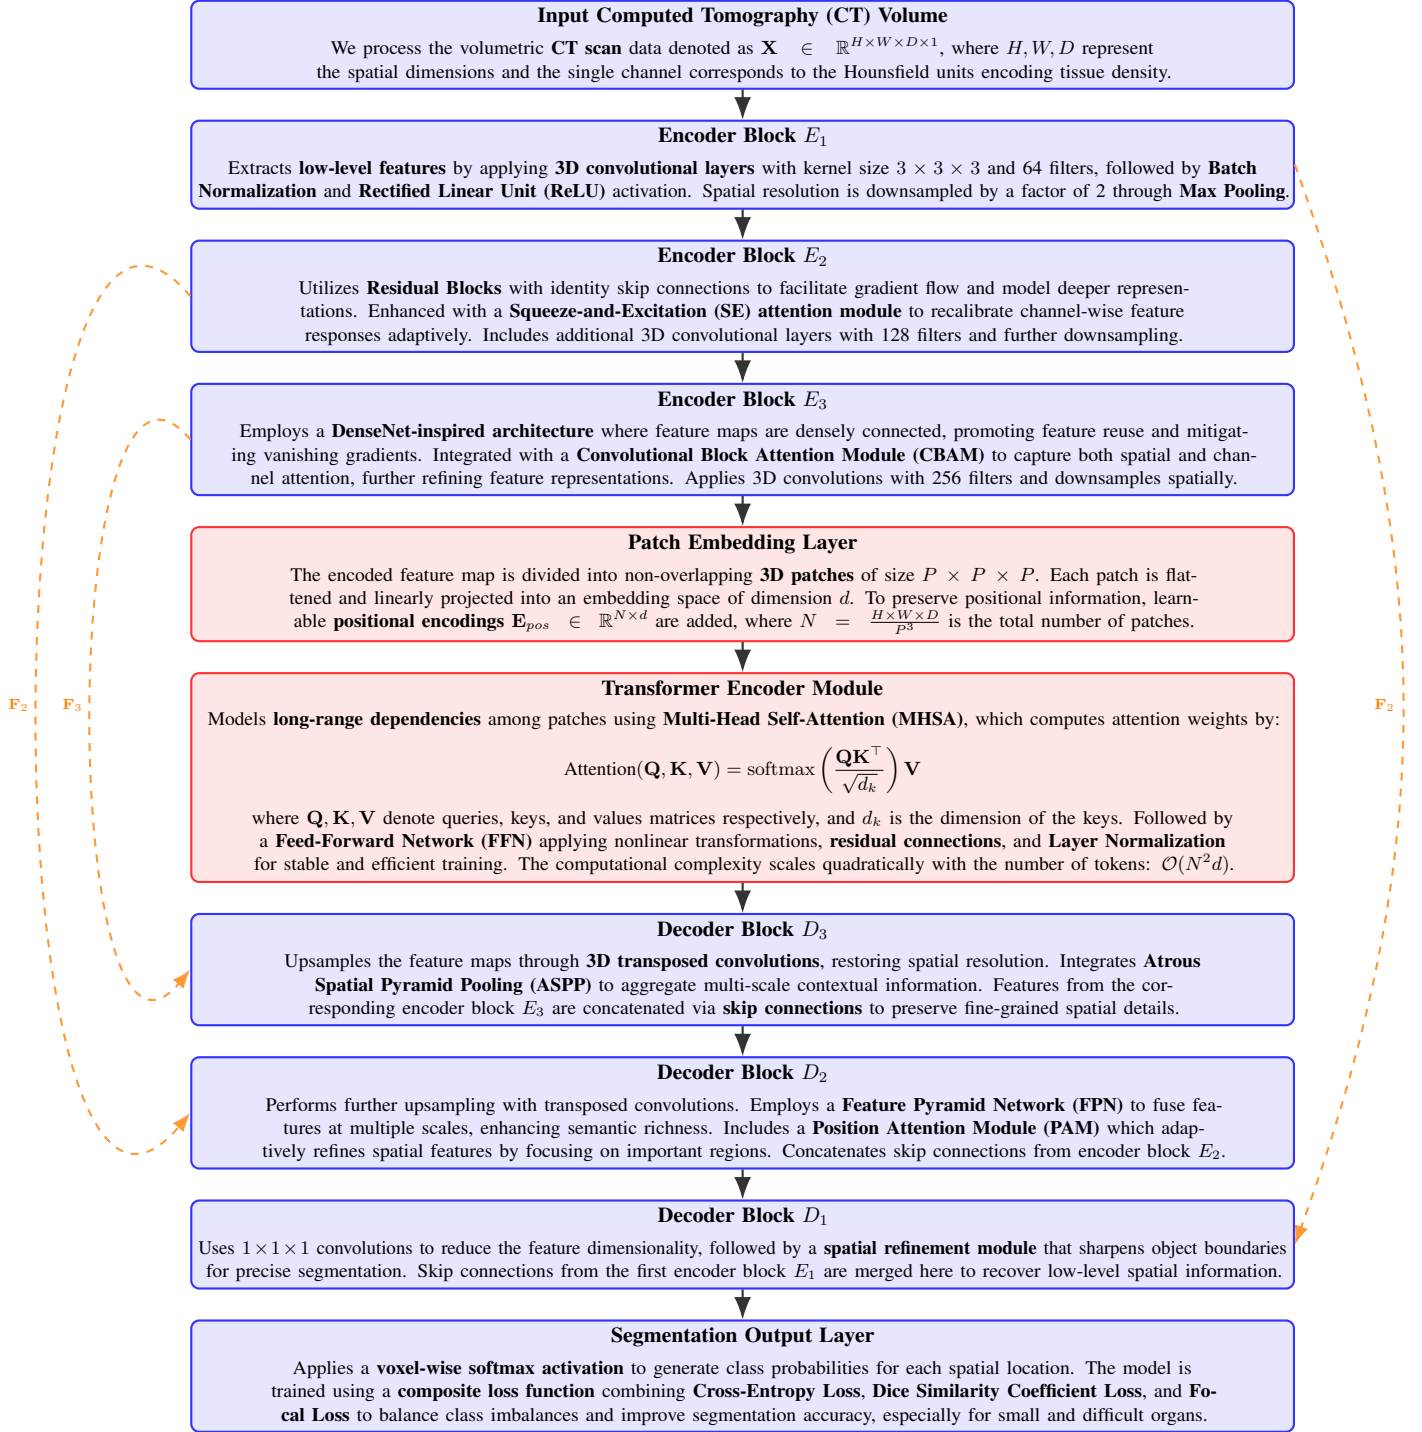 Input Computed Tomography (CT) Volume
We process the volumetric CT scan data denoted as X ∈ ℝ^{H×W×D×1}, where H, W, D represent
the spatial dimensions and the single channel corresponds to the Hounsfield units encoding tissue density.
Encoder Block E₁
Extracts low-level features by applying 3D convolutional layers with kernel size 3 × 3 × 3 and 64 filters, followed by Batch
Normalization and Rectified Linear Unit (ReLU) activation. Spatial resolution is downsampled by a factor of 2 through Max Pooling.
Encoder Block E₂
Utilizes Residual Blocks with identity skip connections to facilitate gradient flow and model deeper represen-
tations. Enhanced with a Squeeze-and-Excitation (SE) attention module to recalibrate channel-wise feature
responses adaptively. Includes additional 3D convolutional layers with 128 filters and further downsampling.
Encoder Block E₃
Employs a DenseNet-inspired architecture where feature maps are densely connected, promoting feature reuse and mitigat-
ing vanishing gradients. Integrated with a Convolutional Block Attention Module (CBAM) to capture both spatial and chan-
nel attention, further refining feature representations. Applies 3D convolutions with 256 filters and downsamples spatially.
Patch Embedding Layer
The encoded feature map is divided into non-overlapping 3D patches of size P × P × P. Each patch is flat-
tened and linearly projected into an embedding space of dimension d. To preserve positional information, learn-
able positional encodings E_{pos} ∈ ℝ^{N×d} are added, where N = \frac{H×W×D}{P³} is the total number of patches.
Transformer Encoder Module
Models long-range dependencies among patches using Multi-Head Self-Attention (MHSA), which computes attention weights by:
Attention(Q, K, V) = softmax(\frac{QK^⊤}{\sqrt{d_k}}) V
where Q, K, V denote queries, keys, and values matrices respectively, and d_k is the dimension of the keys. Followed by
a Feed-Forward Network (FFN) applying nonlinear transformations, residual connections, and Layer Normalization
for stable and efficient training. The computational complexity scales quadratically with the number of tokens: 𝒪(N²d).
F₂
F₃
F₂
Decoder Block D₃
Upsamples the feature maps through 3D transposed convolutions, restoring spatial resolution. Integrates Atrous
Spatial Pyramid Pooling (ASPP) to aggregate multi-scale contextual information. Features from the cor-
responding encoder block E₃ are concatenated via skip connections to preserve fine-grained spatial details.
Decoder Block D₂
Performs further upsampling with transposed convolutions. Employs a Feature Pyramid Network (FPN) to fuse fea-
tures at multiple scales, enhancing semantic richness. Includes a Position Attention Module (PAM) which adap-
tively refines spatial features by focusing on important regions. Concatenates skip connections from encoder block E₂.
Decoder Block D₁
Uses 1×1×1 convolutions to reduce the feature dimensionality, followed by a spatial refinement module that sharpens object boundaries
for precise segmentation. Skip connections from the first encoder block E₁ are merged here to recover low-level spatial information.
Segmentation Output Layer
Applies a voxel-wise softmax activation to generate class probabilities for each spatial location. The model is
trained using a composite loss function combining Cross-Entropy Loss, Dice Similarity Coefficient Loss, and Fo-
cal Loss to balance class imbalances and improve segmentation accuracy, especially for small and difficult organs.